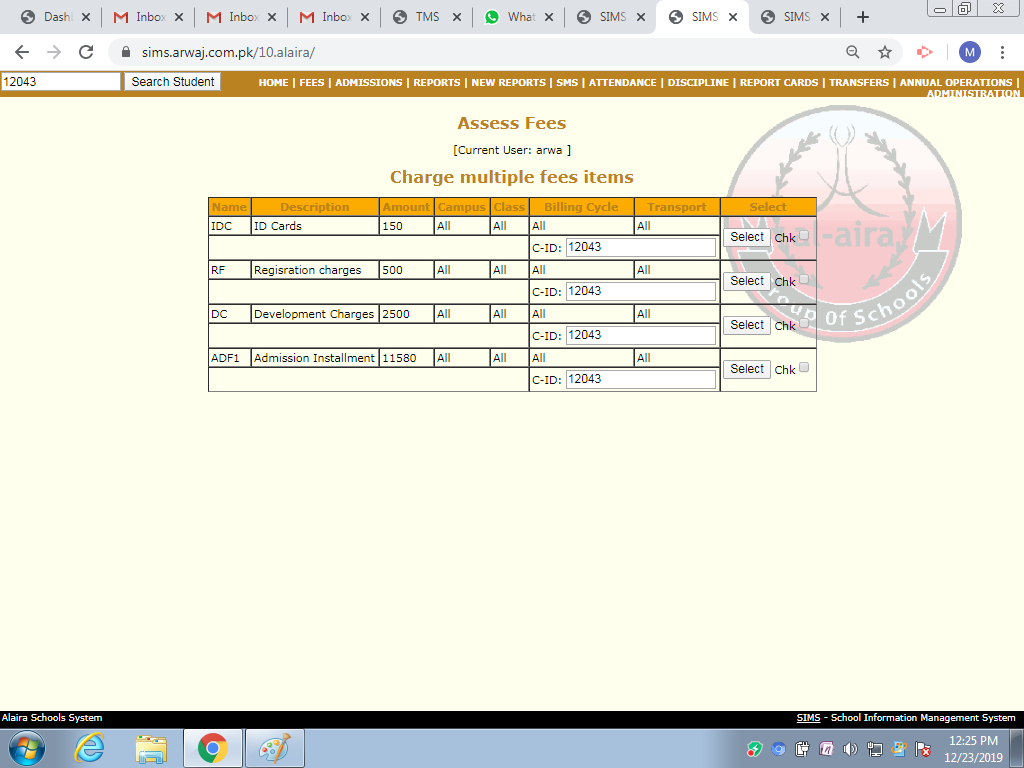 Dash Inbox Inbox Inbox TMS What SIMS SIMS SIMS
sims.arwaj.com.pk/10.alaira/ M
12043 Search Student HOME | FEES | ADMISSIONS | REPORTS | NEW REPORTS | SMS | ATTENDANCE | DISCIPLINE | REPORT CARDS | TRANSFERS | ANNUAL OPERATIONS |
ADMINISTRATION
Assess Fees
[Current User: arwa ]
Charge multiple fees items
Name Description Amount Campus Class Billing Cycle Transport Select
IDC ID Cards 150 All All All All
C-ID: 12043 Select Chk
RF Regisration charges 500 All All All All
C-ID: 12043 Select Chk
DC Development Charges 2500 All All All All
C-ID: 12043 Select Chk
ADF1 Admission Installment 11580 All All All All
C-ID: 12043 Select Chk
al-aira
Group Of Schools
Alaira Schools System SIMS - School Information Management System
12:25 PM
12/23/2019